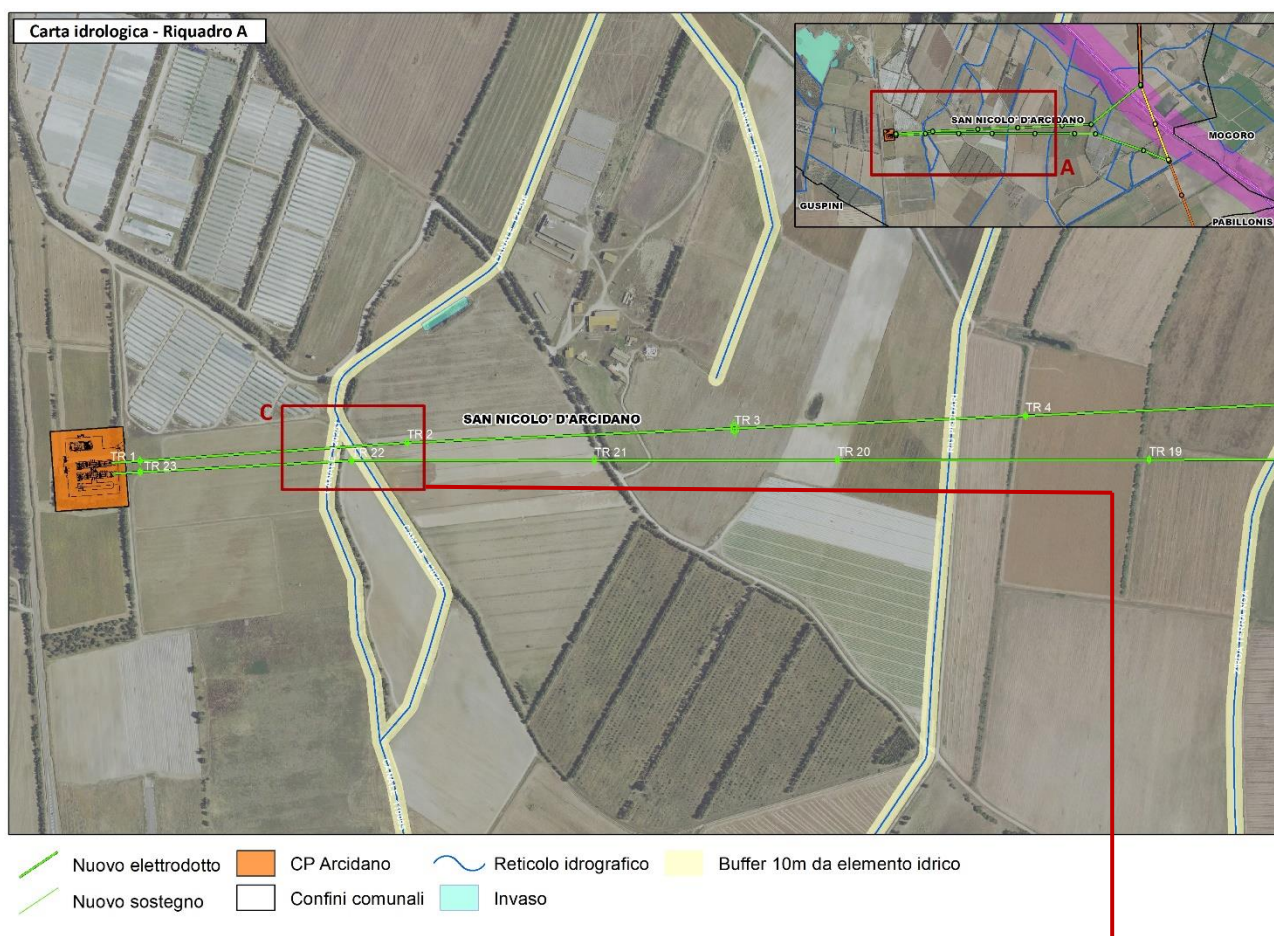 Carta idrologica - Riquadro A
SAN NICOLO' D'ARCIDANO
MOGORO
A
GUSPINI
PABILLONIS
C
SAN NICOLO' D'ARCIDANO
TR 4
TR 3
TR 2
TR 1
TR 23
TR 22
TR 21
TR 20
TR 19
Nuovo elettrodotto
CP Arcidano
Reticolo idrografico
Buffer 10m da elemento idrico
Nuovo sostegno
Confini comunali
Invaso